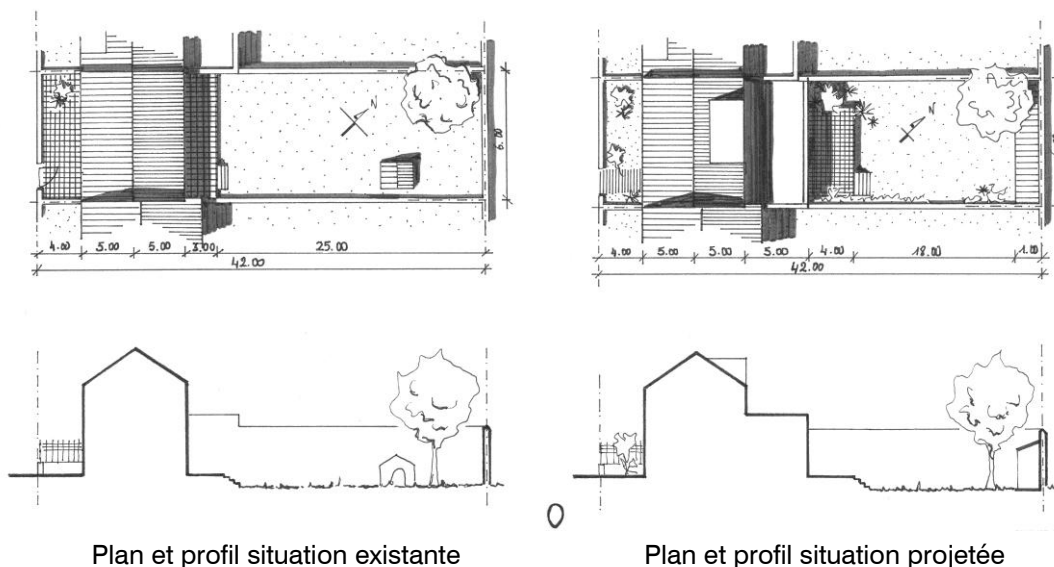 N
6.00
4.00 5.00 5.00 3.00 25.00
42.00
N
4.00 5.00 5.00 5.00 4.00 18.00 1.00
42.00
Plan et profil situation existante
Plan et profil situation projetée